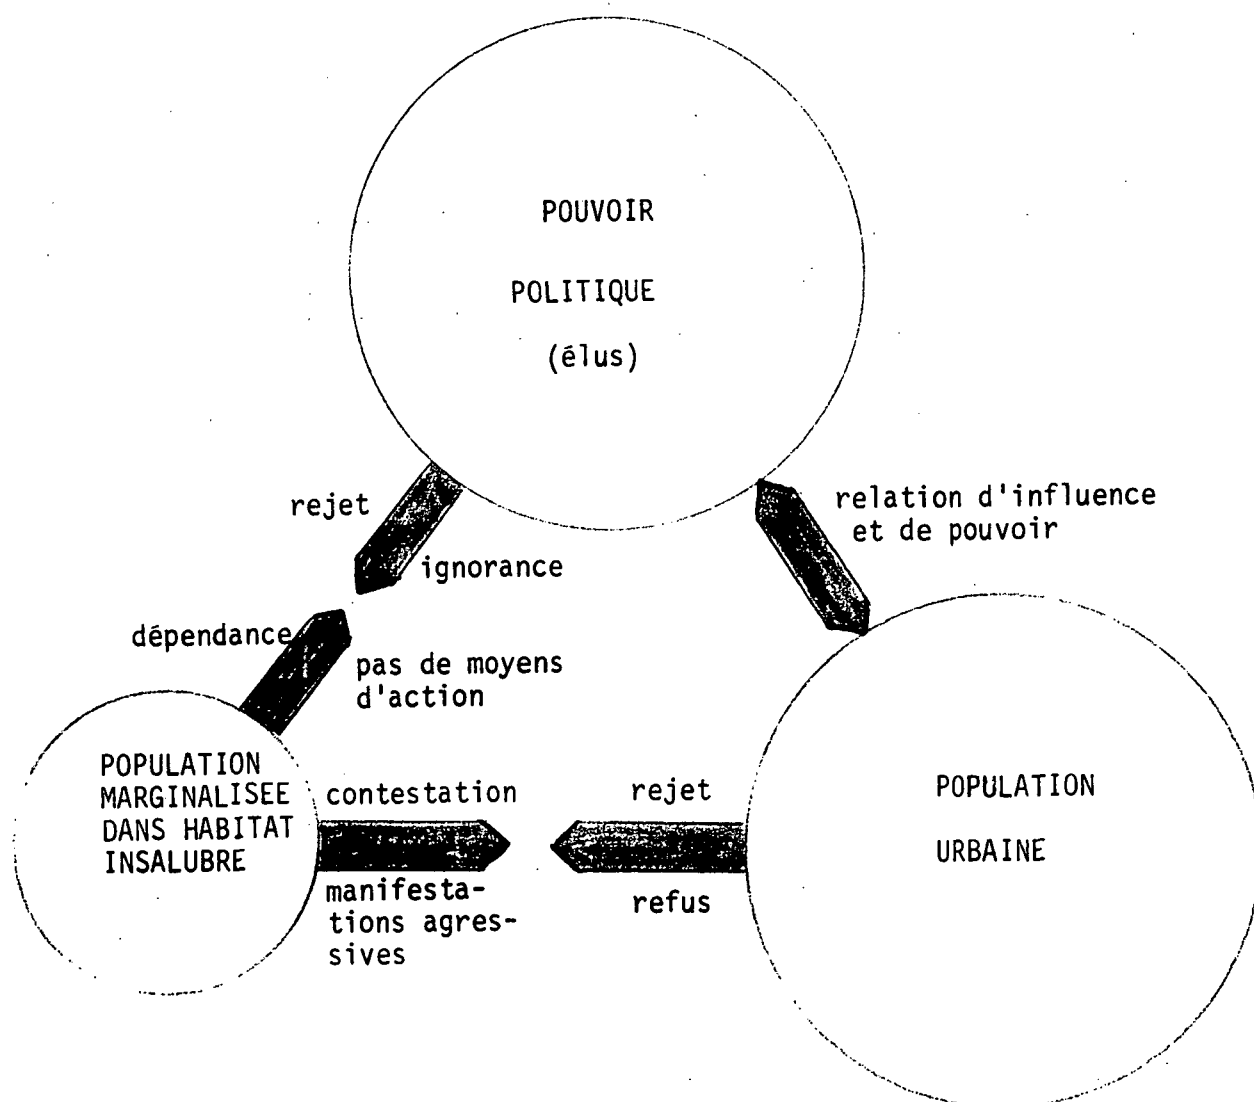 POUVOIR
POLITIQUE
(élus)
rejet
ignorance
relation d'influence
et de pouvoir
dépendance
pas de moyens
d'action
POPULATION
MARGINALISEE
DANS HABITAT
INSALUBRE
contestation
manifesta-
tions agres-
sives
rejet
refus
POPULATION
URBAINE